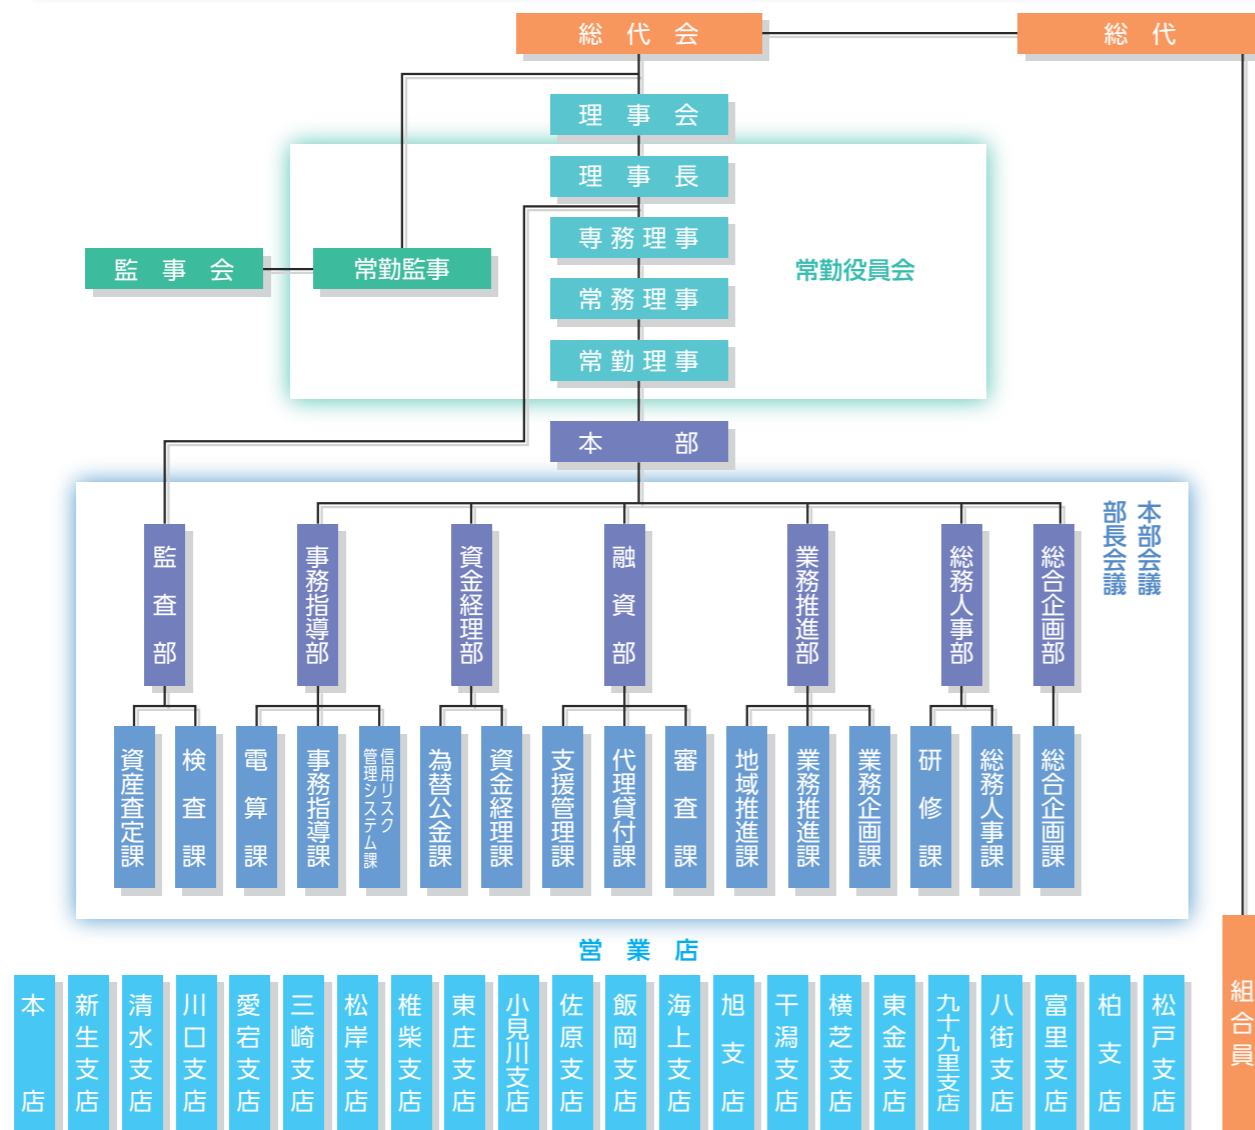 総代会
総代
理事会
理事長
専務理事
常務理事
常勤理事
監事会
常勤監事
常勤役員会
本部
本部会議
部長会議
監査部
事務指導部
資金経理部
融資部
業務推進部
総務人事部
総合企画部
資産査定課
検査課
電算課
事務指導課
信用リスク
管理システム課
為替公金課
資金経理課
支援管理課
代理貸付課
審査課
地域推進課
業務推進課
業務企画課
研修課
総務人事課
総合企画課
営業店
本店
新生支店
清水支店
川口支店
愛宕支店
三崎支店
松岸支店
椎柴支店
東庄支店
小見川支店
佐原支店
飯岡支店
海上支店
旭支店
干潟支店
横芝支店
東金支店
九十九里支店
八街支店
富里支店
柏支店
松戸支店
組合員